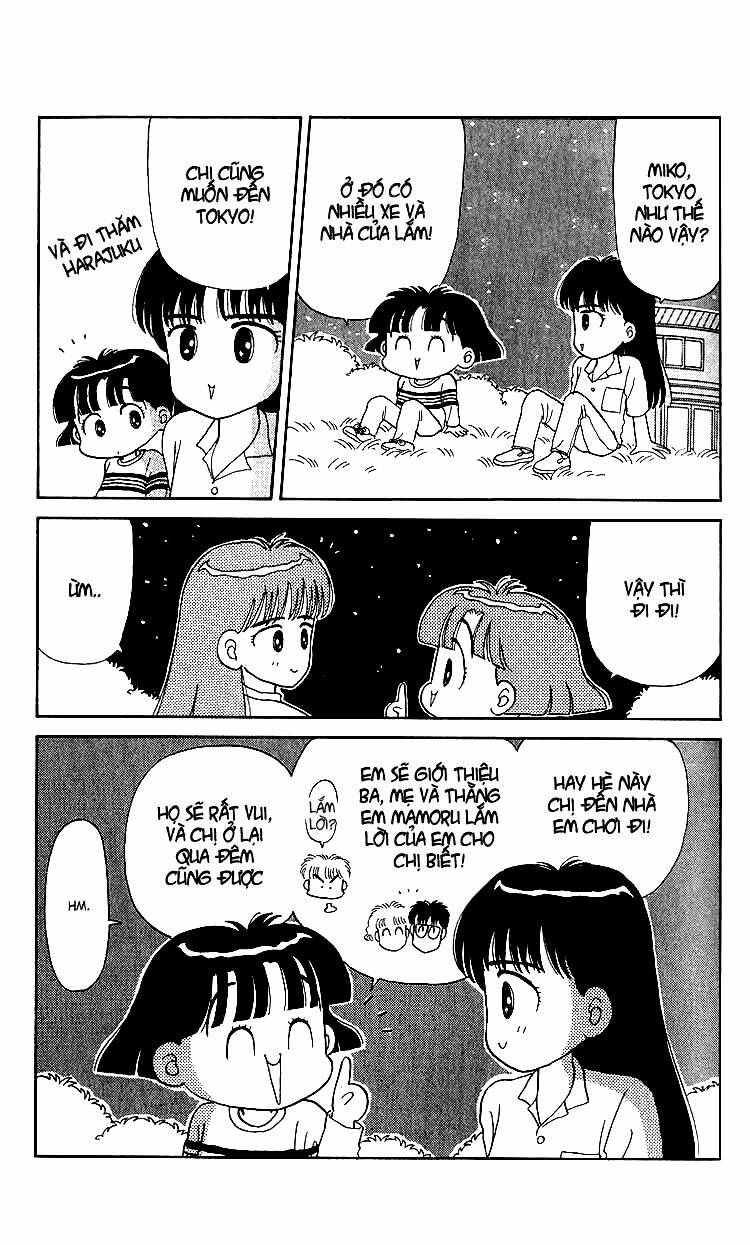 MIKO,
TOKYO
NHƯ THẾ
NÀO VẬY?
Ở ĐÓ CÓ
NHIỀU XE VÀ
NHÀ CỬA LẮM!
CHỊ CŨNG
MUỐN ĐẾN
TOKYO!
VÀ ĐI THĂM
HARAJUKU
VẬY THÌ
ĐI ĐI!
ỪM..
HAY HÈ NÀY
CHỊ ĐẾN NHÀ
EM CHƠI ĐI!
EM SẼ GIỚI THIỆU
BA, MẸ VÀ THẰNG
EM MAMORU LẮM
LỜI CỦA EM CHO
CHỊ BIẾT!
LẮM
LỜI?
HỌ SẼ RẤT VUI,
VÀ CHỊ Ở LẠI
QUA ĐÊM
CŨNG ĐƯỢC
HM.